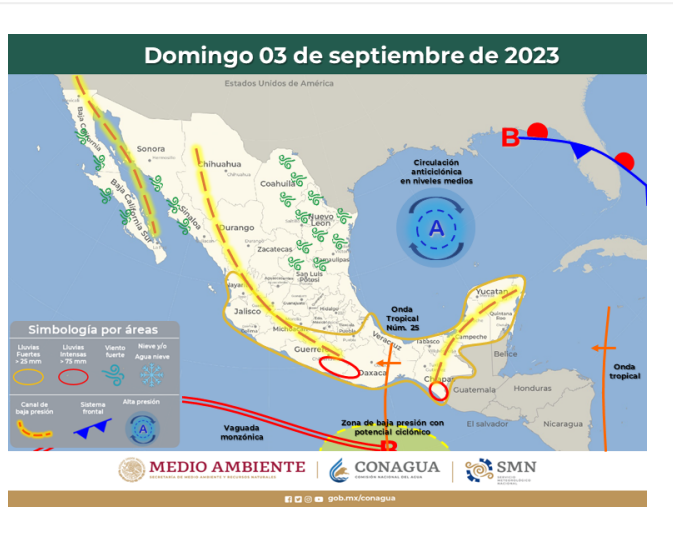 Domingo 03 de septiembre de 2023
Estados Unidos de América
Baja California
Sonora
Chihuahua
Chihuahua
Coahuila
Baja California Sur
Sinaloa
Nuevo
León
Durango
Zacatecas
Tamaulipas
San Luis
Potosí
Nayarit
Jalisco
Hidalgo
Guerrero
Veracruz
Oaxaca
Tabasco
Chiapas
Campeche
Yucatán
Quintana
Roo
Belice
Guatemala
Honduras
El salvador
Nicaragua
B
Circulación
anticiclónica
en niveles medios
A
Onda
Tropical
Núm. 25
Onda
tropical
Vaguada
monzónica
Zona de baja presión con
potencial ciclónico
B
Simbología por áreas
Lluvias
Fuertes
> 25 mm
Lluvias
Intensas
> 75 mm
Viento
fuerte
Nieve y/o
Agua nieve
Canal de
baja presión
Sistema
frontal
Alta presión
A
MEDIO AMBIENTE
SECRETARÍA DE MEDIO AMBIENTE Y RECURSOS NATURALES
CONAGUA
COMISIÓN NACIONAL DEL AGUA
SMN
SERVICIO
METEOROLÓGICO
NACIONAL
gob.mx/conagua